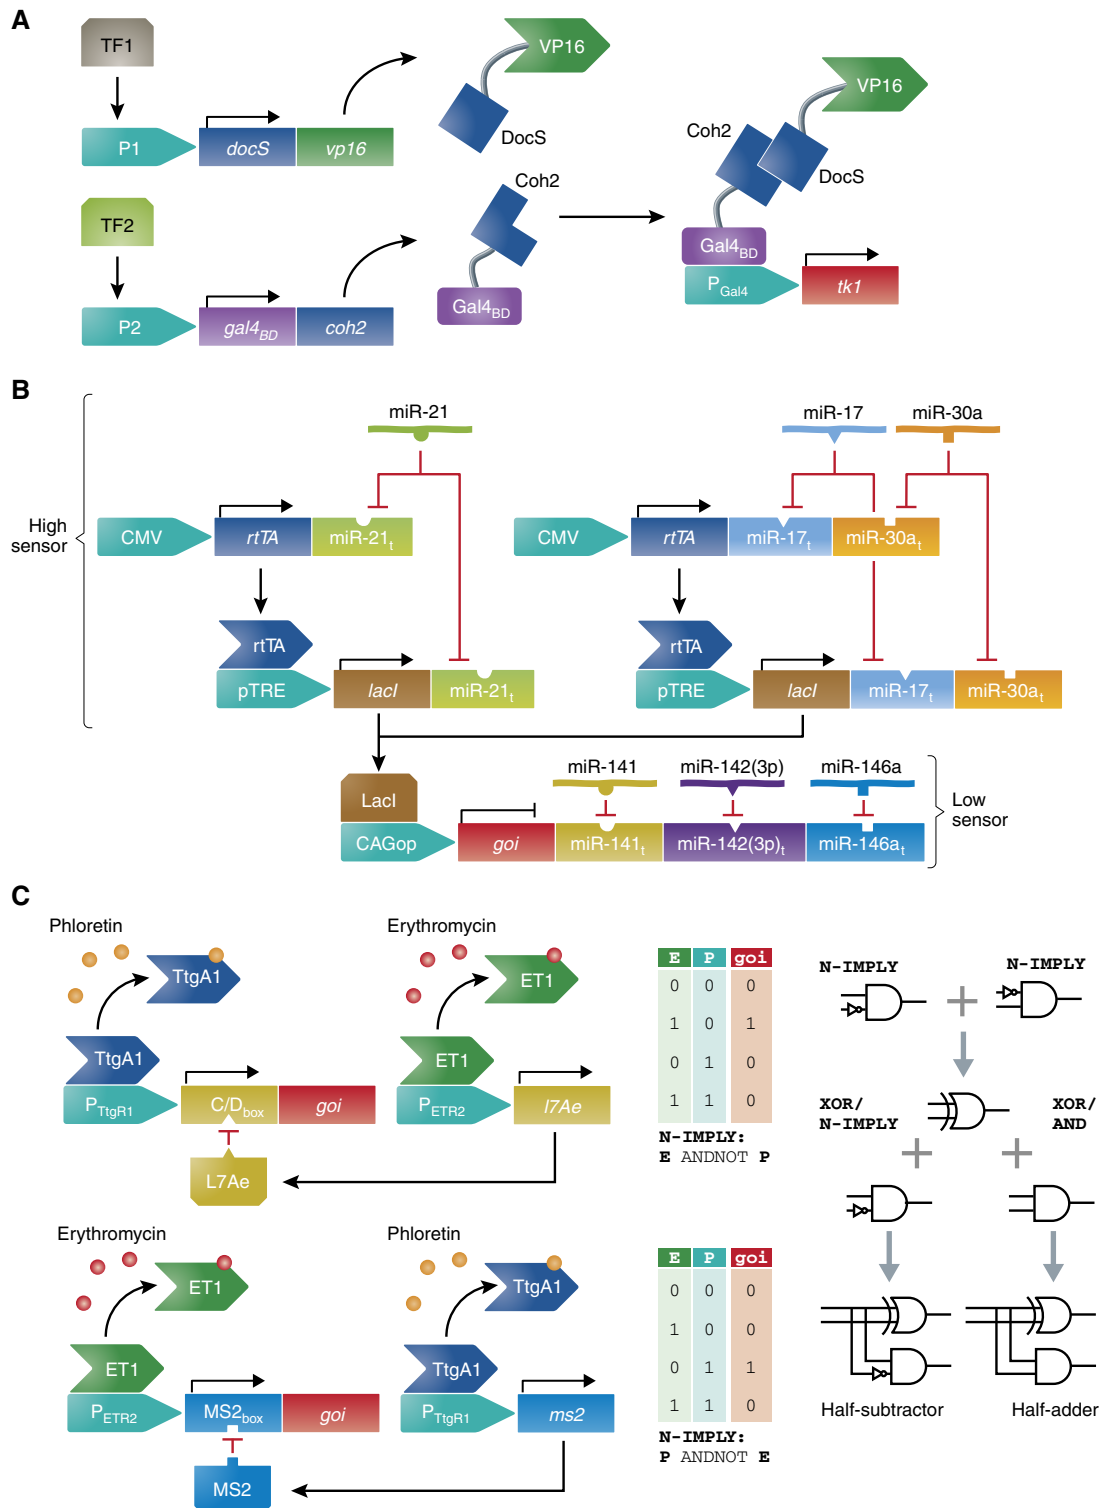 A
TF1
P1
docS
vp16
VP16
DocS
TF2
P2
gal4BD
coh2
Coh2
Gal4BD
VP16
Coh2
DocS
Gal4BD
PGal4
tk1
B
High
sensor
miR-21
CMV
rtTA
miR-21t
rtTA
pTRE
lacI
miR-21t
miR-17
miR-30a
CMV
rtTA
miR-17t
miR-30at
rtTA
pTRE
lacI
miR-17t
miR-30at
LacI
CAGop
goi
miR-141
miR-142(3p)
miR-146a
miR-141t
miR-142(3p)t
miR-146at
Low
sensor
C
Phloretin
TtgA1
TtgA1
PTtgR1
C/Dbox
goi
L7Ae
Erythromycin
ET1
ET1
PETR2
l7Ae
E P goi
0 0 0
1 0 1
0 1 0
1 1 0
N-IMPLY:
E ANDNOT P
Erythromycin
ET1
ET1
PETR2
MS2box
goi
MS2
Phloretin
TtgA1
TtgA1
PTtgR1
ms2
E P goi
0 0 0
1 0 0
0 1 1
1 1 0
N-IMPLY:
P ANDNOT E
N-IMPLY
+
N-IMPLY
XOR/
N-IMPLY
XOR/
AND
+
+
Half-subtractor
Half-adder